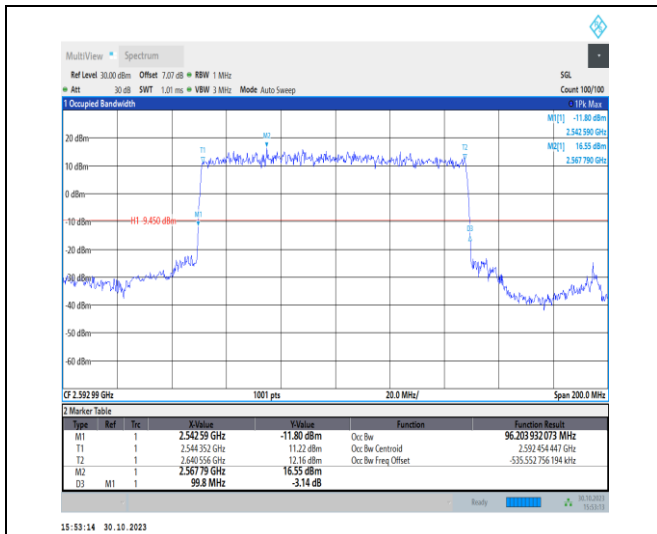 MultiView Spectrum
Ref Level 30.00 dBm Offset 7.07 dB RBW 1 MHz SGL
Att 30 dB SWT 1.01 ms VBW 3 MHz Mode Auto Sweep Count 100/100
1 Occupied Bandwidth 1Pk Max
M1[1] -11.80 dBm
2.542 590 GHz
M2[1] 16.55 dBm
2.567 790 GHz
20 dBm
M2
T1
T2
10 dBm
0 dBm
-10 dBm
H1 9.450 dBm
M1
D3
-20 dBm
-30 dBm
-40 dBm
-50 dBm
-60 dBm
CF 2.592 99 GHz 1001 pts 20.0 MHz/ Span 200.0 MHz
2 Marker Table
Type Ref Trc X-Value Y-Value Function Function Result
M1 1 2.542 59 GHz -11.80 dBm Occ Bw 96.203 932 073 MHz
T1 1 2.544 352 GHz 11.22 dBm Occ Bw Centroid 2.592 454 447 GHz
T2 1 2.640 556 GHz 12.16 dBm Occ Bw Freq Offset -535.552 756 194 kHz
M2 1 2.567 79 GHz 16.55 dBm
D3 M1 1 99.8 MHz -3.14 dB
Ready 30.10.2023
15:53:13
15:53:14 30.10.2023